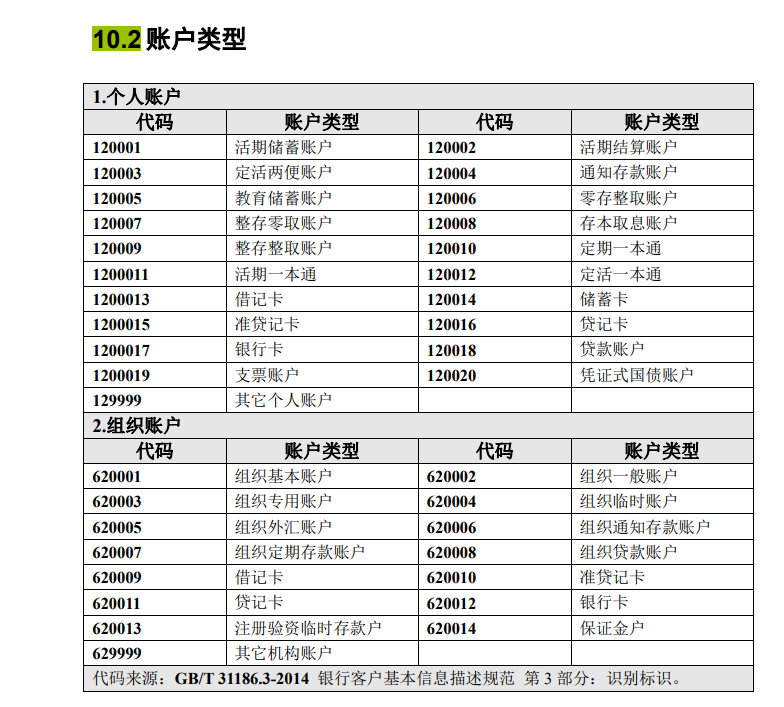 10.2 账户类型
1.个人账户
代码 账户类型 代码 账户类型
120001 活期储蓄账户 120002 活期结算账户
120003 定活两便账户 120004 通知存款账户
120005 教育储蓄账户 120006 零存整取账户
120007 整存零取账户 120008 存本取息账户
120009 整存整取账户 120010 定期一本通
1200011 活期一本通 120012 定活一本通
1200013 借记卡 120014 储蓄卡
1200015 准贷记卡 120016 贷记卡
1200017 银行卡 120018 贷款账户
1200019 支票账户 120020 凭证式国债账户
129999 其它个人账户
2.组织账户
代码 账户类型 代码 账户类型
620001 组织基本账户 620002 组织一般账户
620003 组织专用账户 620004 组织临时账户
620005 组织外汇账户 620006 组织通知存款账户
620007 组织定期存款账户 620008 组织贷款账户
620009 借记卡 620010 准贷记卡
620011 贷记卡 620012 银行卡
620013 注册验资临时存款户 620014 保证金户
629999 其它机构账户
代码来源：GB/T 31186.3-2014 银行客户基本信息描述规范 第 3 部分：识别标识。